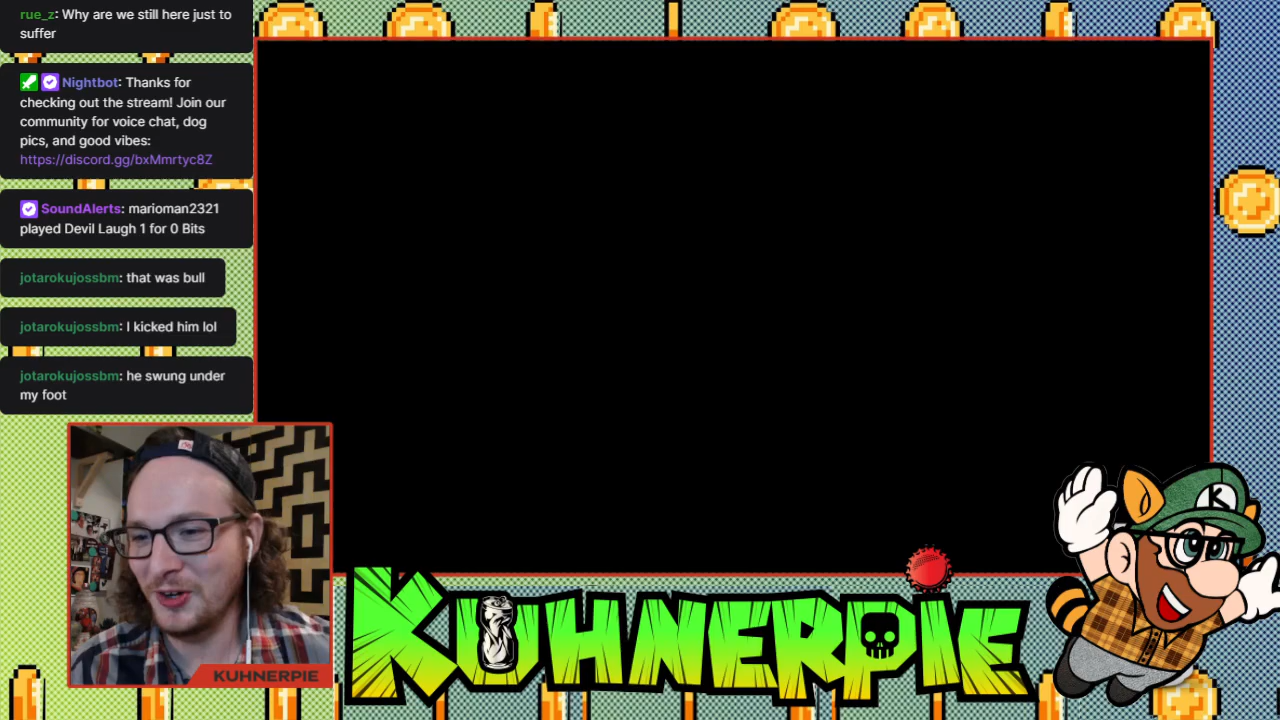 rue_z: Why are we still here just to
suffer
Nightbot: Thanks for
checking out the stream! Join our
community for voice chat, dog
pics, and good vibes:
https://discord.gg/bxMmrtyc8Z
SoundAlerts: marioman2321
played Devil Laugh 1 for 0 Bits
jotarokujossbm: that was bull
jotarokujossbm: I kicked him lol
jotarokujossbm: he swung under
my foot
KUHNERPIE
KUHNERPIE
K